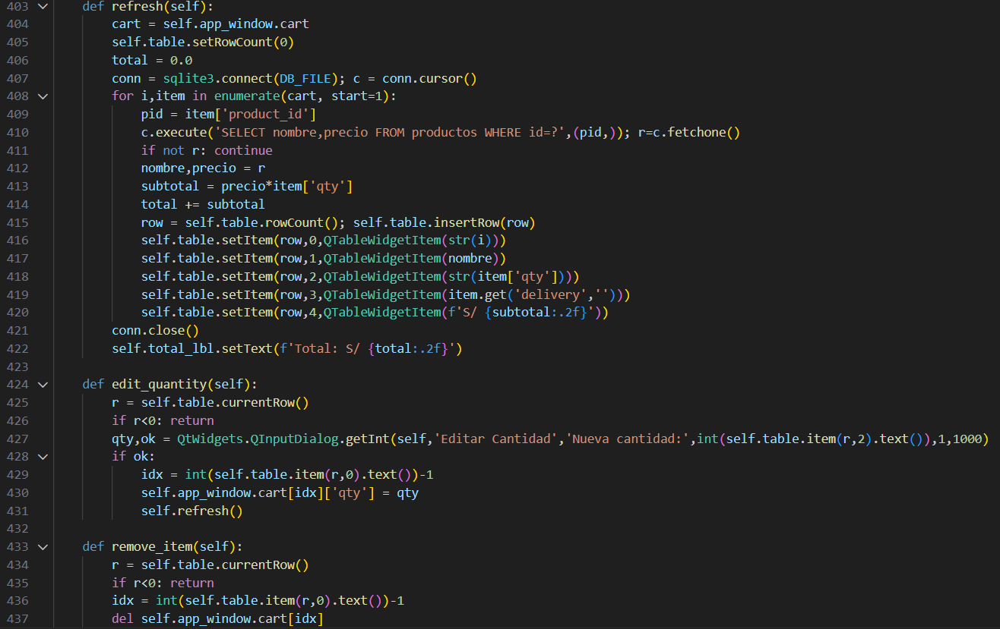 403 def refresh(self):
404 cart = self.app_window.cart
405 self.table.setRowCount(0)
406 total = 0.0
407 conn = sqlite3.connect(DB_FILE); c = conn.cursor()
408 for i,item in enumerate(cart, start=1):
409 pid = item['product_id']
410 c.execute('SELECT nombre,precio FROM productos WHERE id=?',(pid,)); r=c.fetchone()
411 if not r: continue
412 nombre,precio = r
413 subtotal = precio*item['qty']
414 total += subtotal
415 row = self.table.rowCount(); self.table.insertRow(row)
416 self.table.setItem(row,0,QTableWidgetItem(str(i)))
417 self.table.setItem(row,1,QTableWidgetItem(nombre))
418 self.table.setItem(row,2,QTableWidgetItem(str(item['qty'])))
419 self.table.setItem(row,3,QTableWidgetItem(item.get('delivery','')))
420 self.table.setItem(row,4,QTableWidgetItem(f'S/ {subtotal:.2f}'))
421 conn.close()
422 self.total_lbl.setText(f'Total: S/ {total:.2f}')
423
424 def edit_quantity(self):
425 r = self.table.currentRow()
426 if r<0: return
427 qty,ok = QtWidgets.QInputDialog.getInt(self,'Editar Cantidad','Nueva cantidad:',int(self.table.item(r,2).text()),1,1000)
428 if ok:
429 idx = int(self.table.item(r,0).text())-1
430 self.app_window.cart[idx]['qty'] = qty
431 self.refresh()
432
433 def remove_item(self):
434 r = self.table.currentRow()
435 if r<0: return
436 idx = int(self.table.item(r,0).text())-1
437 del self.app_window.cart[idx]